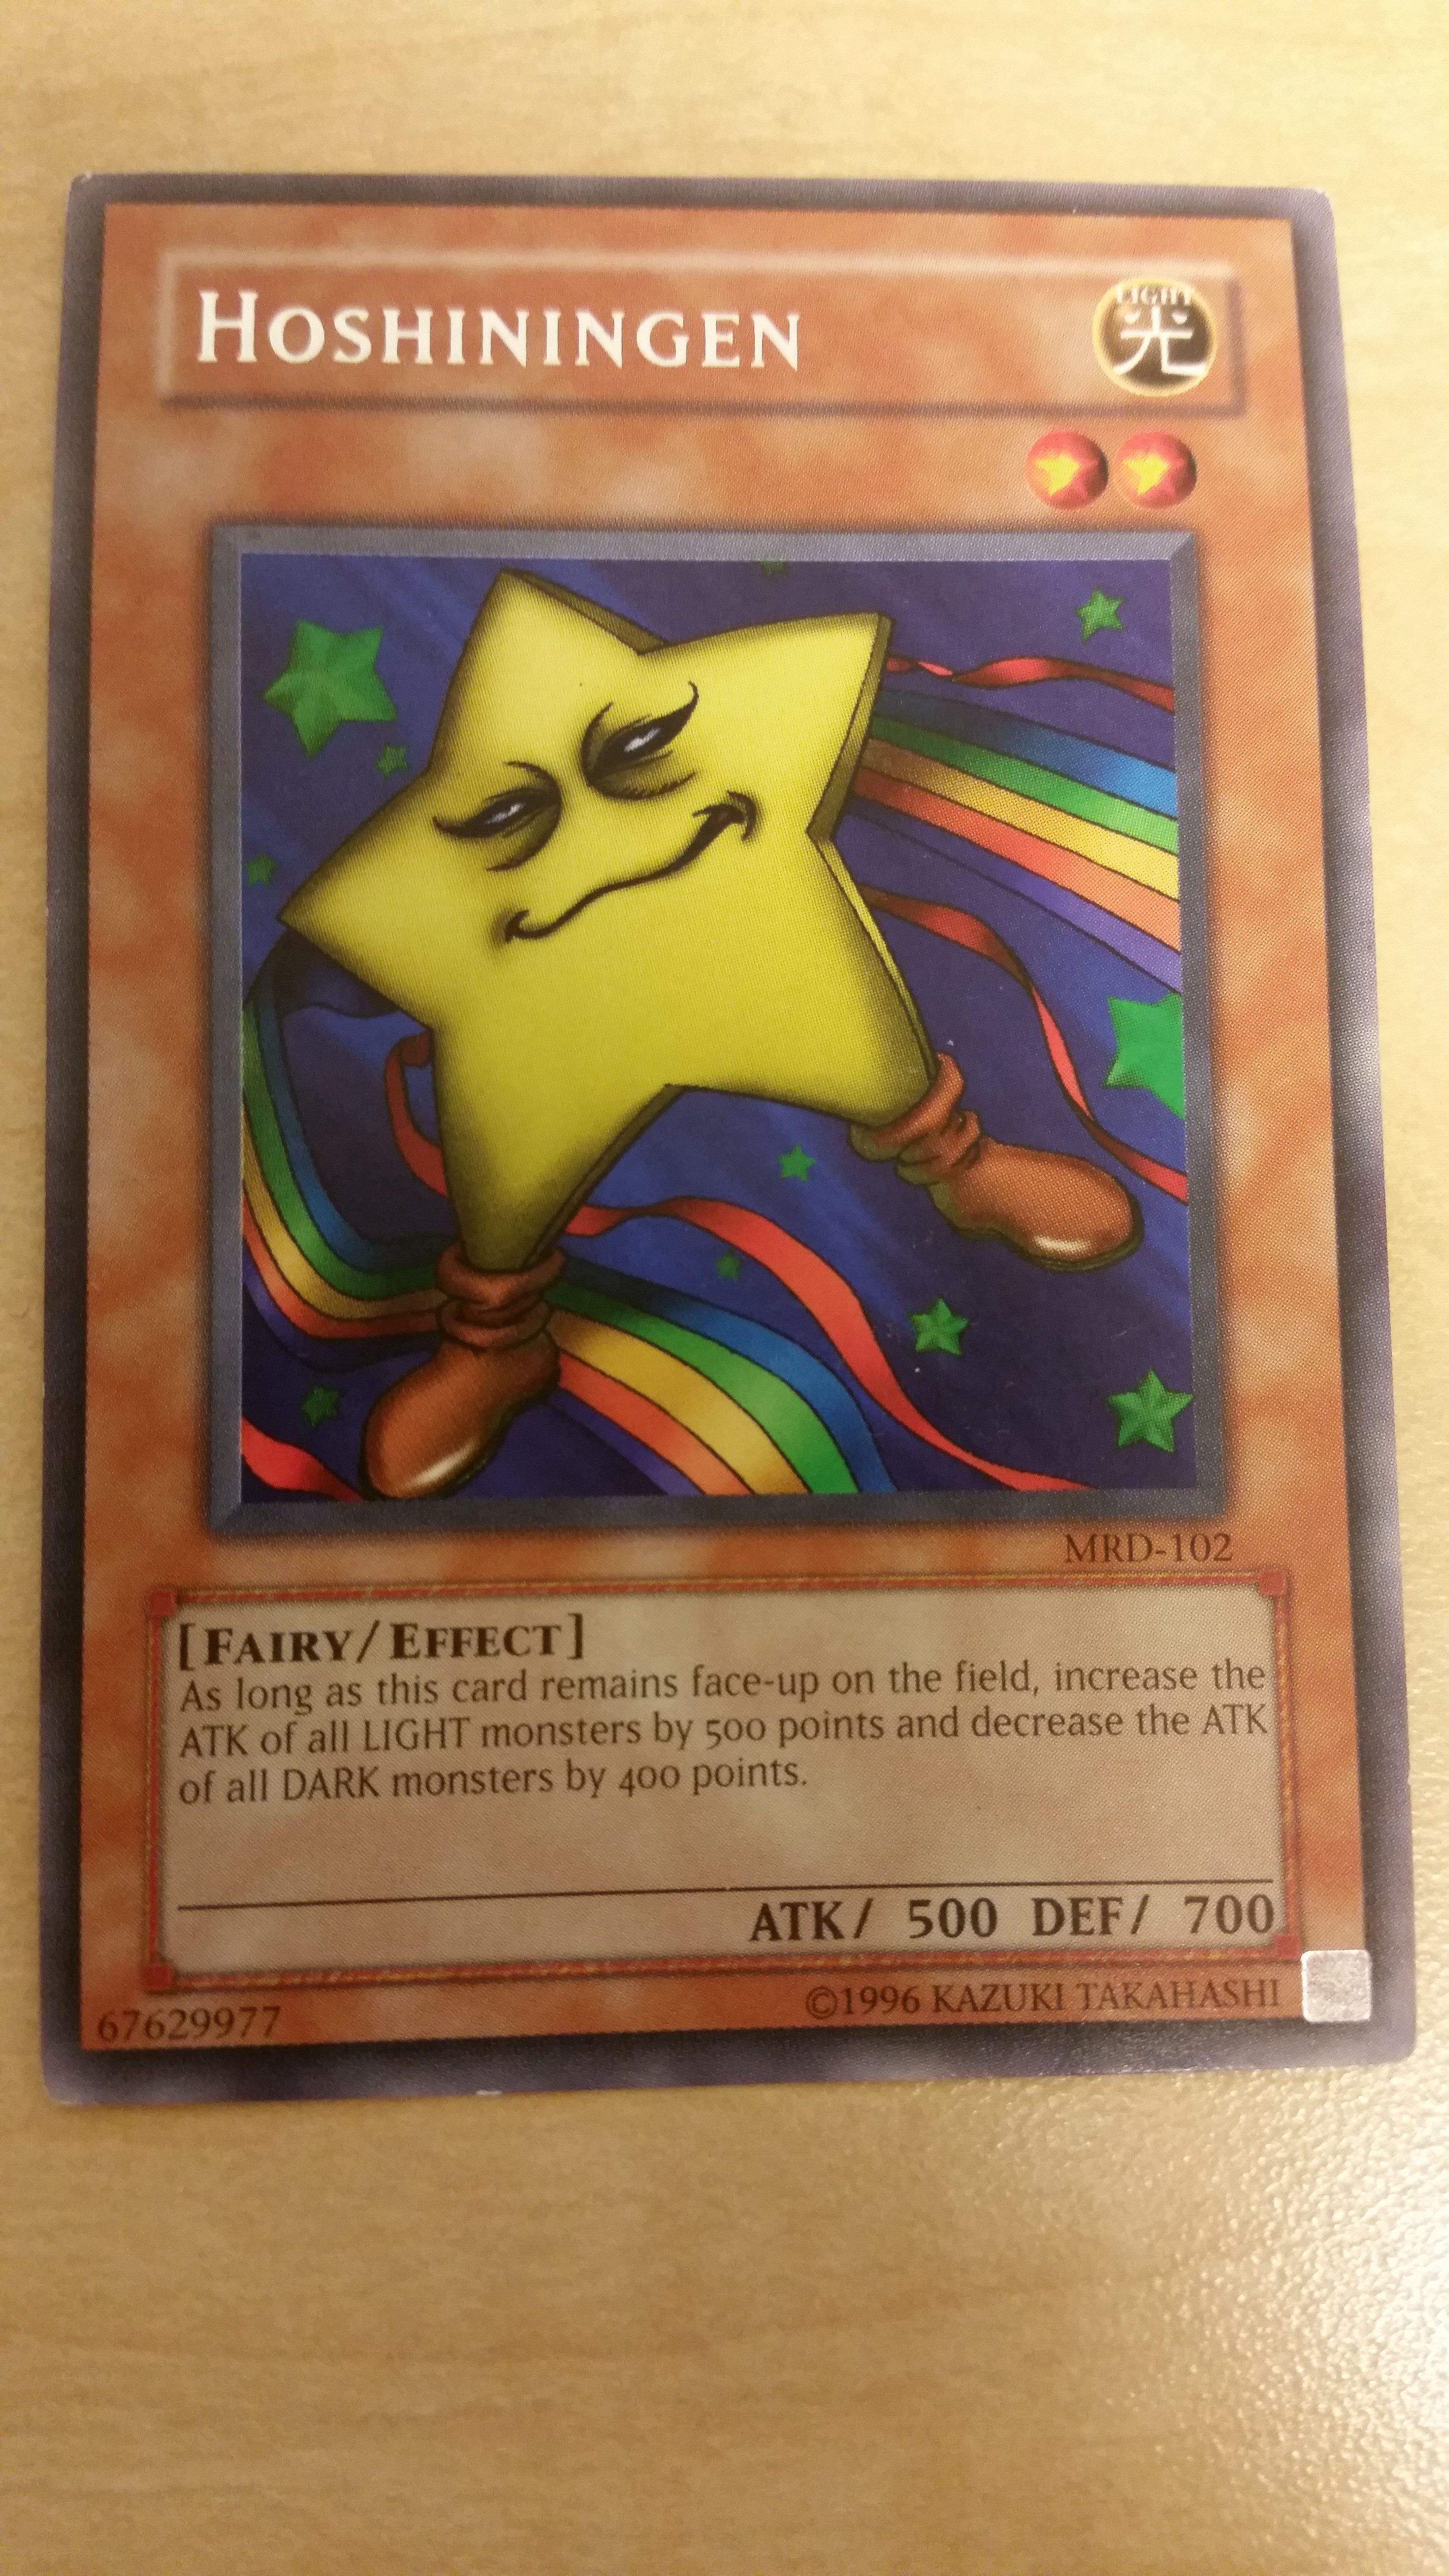 HOSHININGEN
LIGHT
光
MRD-102
[FAIRY/EFFECT]
As long as this card remains face-up on the field, increase the
ATK of all LIGHT monsters by 500 points and decrease the ATK
of all DARK monsters by 400 points.
ATK/ 500 DEF/ 700
67629977
©1996 KAZUKI TAKAHASHI